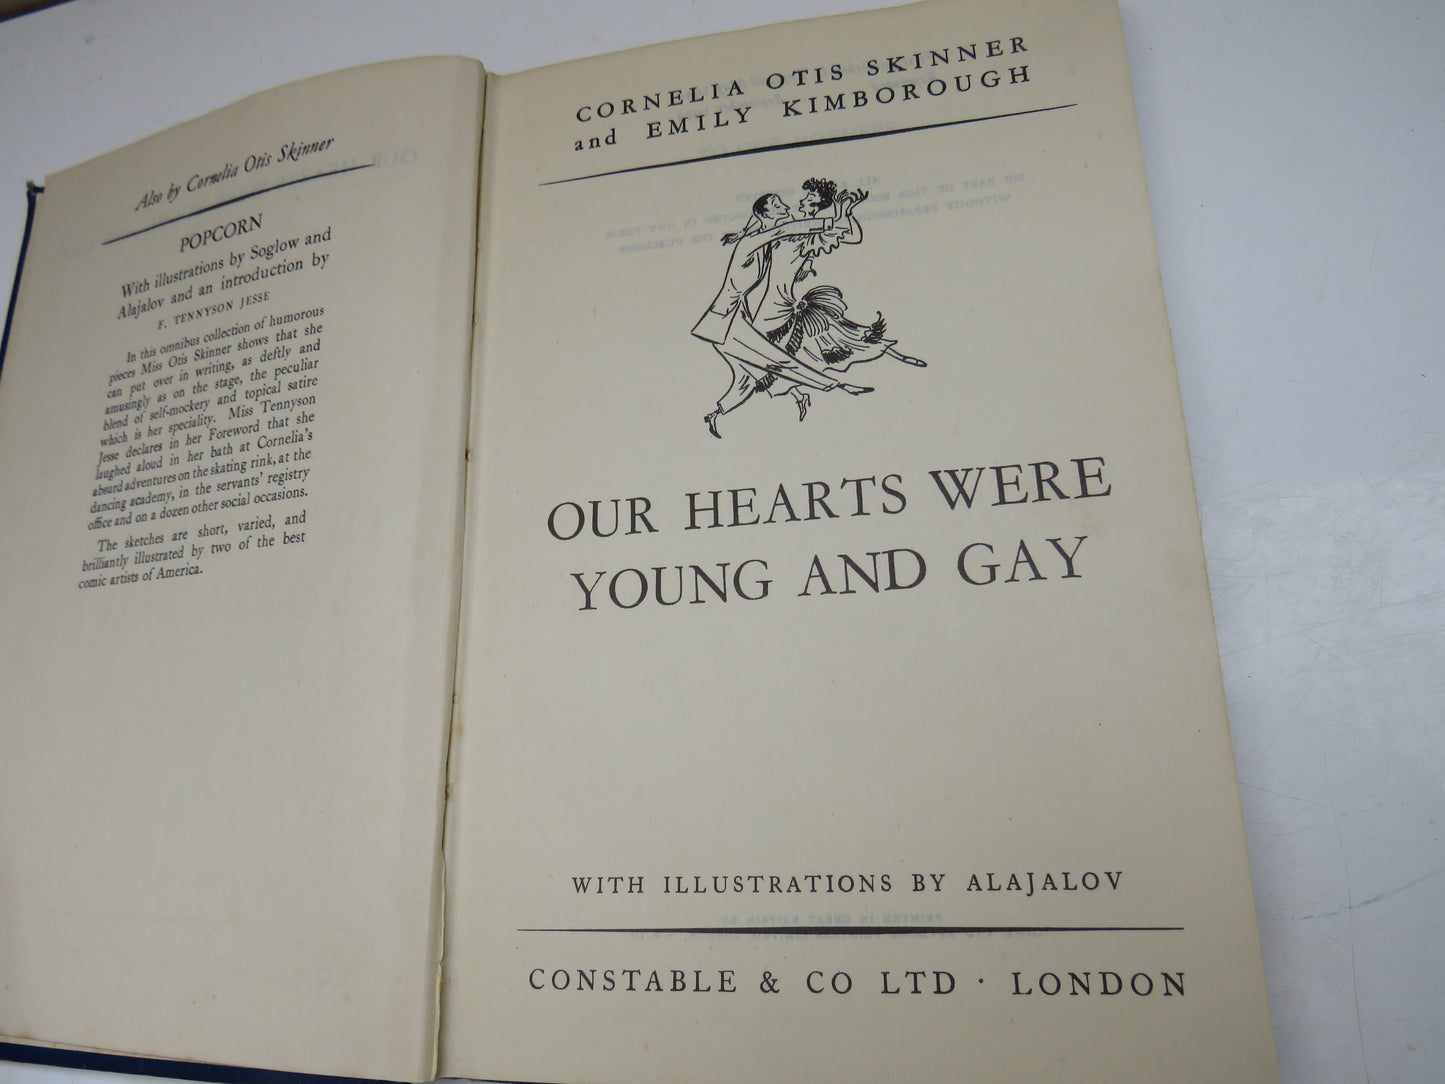 Also by Cornelia Otis Skinner
POPCORN
With illustrations by Soglow and
Alajalov and an introduction by
F. TENNYSON JESSE
In this omnibus collection of humorous
pieces Miss Otis Skinner shows that she
can put over in writing, as deftly and
amusingly as on the stage, the peculiar
blend of self-mockery and topical satire
which is her speciality. Miss Tennyson
Jesse declares in her Foreword that she
laughed aloud in her bath at Cornelia's
absurd adventures on the skating rink, at the
dancing academy, in the servants' registry
office and on a dozen other social occasions.
The sketches are short, varied, and
brilliantly illustrated by two of the best
comic artists of America.
CORNELIA OTIS SKINNER
and EMILY KIMBOROUGH
OUR HEARTS WERE
YOUNG AND GAY
WITH ILLUSTRATIONS BY ALAJALOV
CONSTABLE & CO LTD · LONDON